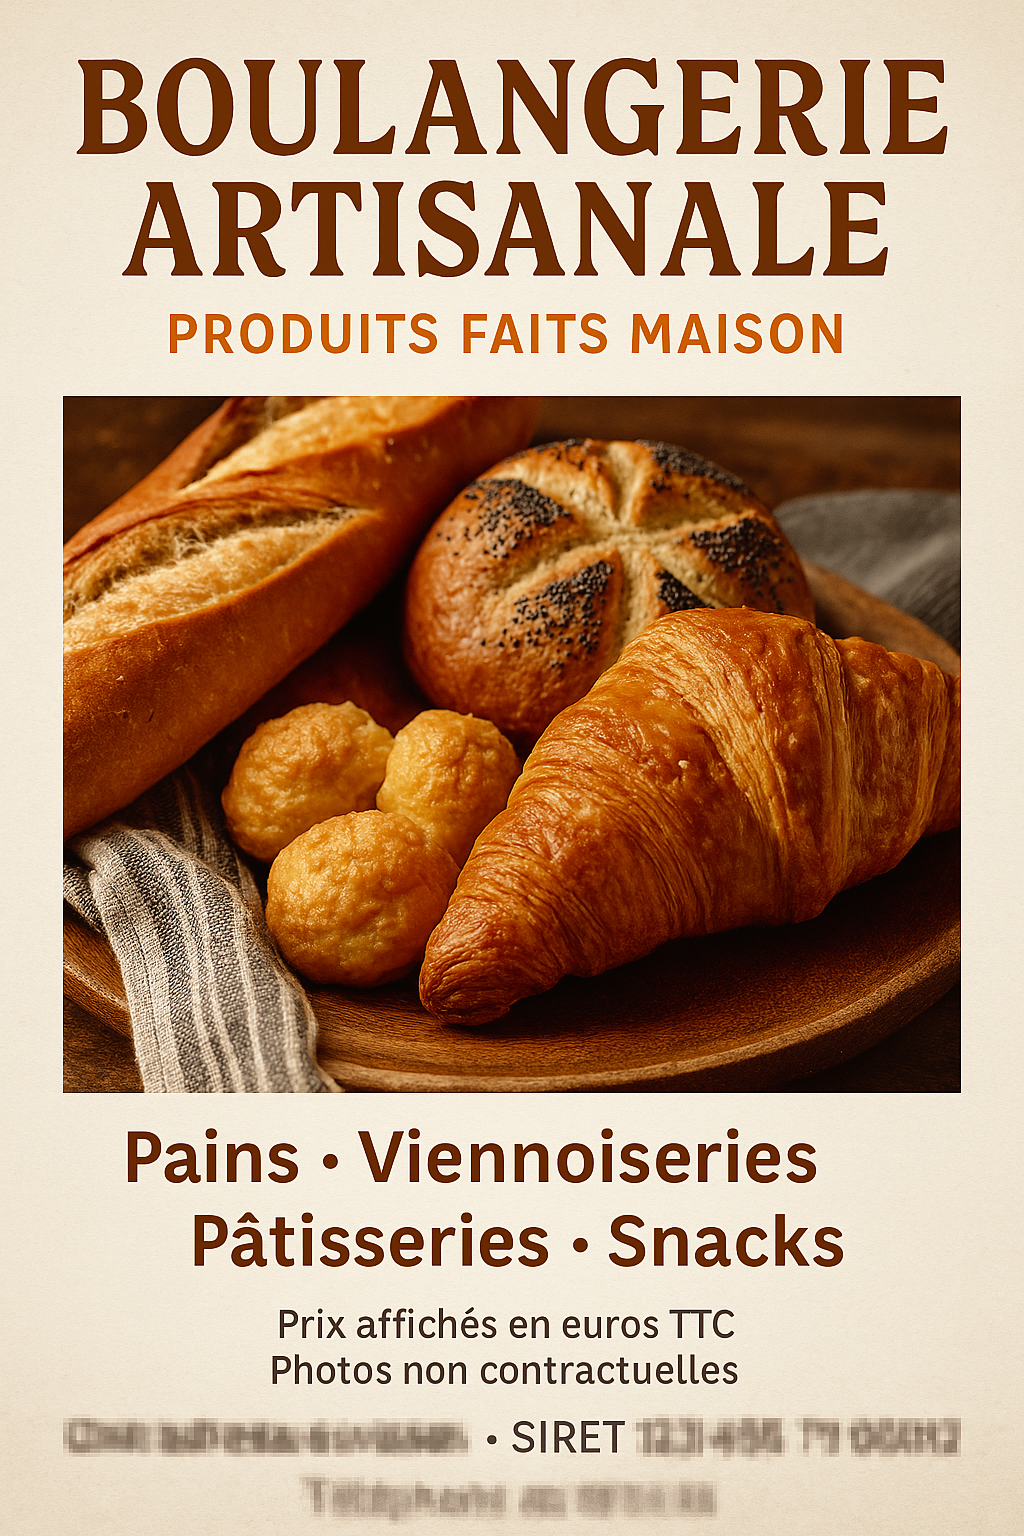 BOULANGERIE
ARTISANALE
PRODUITS FAITS MAISON
Pains • Viennoiseries
Pâtisseries • Snacks
Prix affichés en euros TTC
Photos non contractuelles
• SIRET